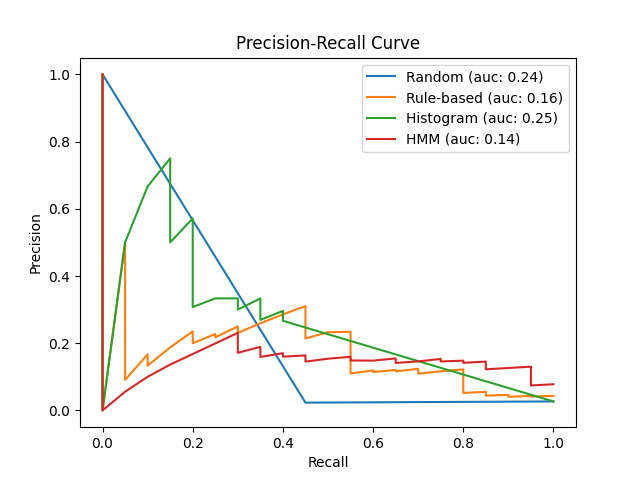 Precision-Recall Curve
Random (auc: 0.24)
Rule-based (auc: 0.16)
Histogram (auc: 0.25)
HMM (auc: 0.14)
Precision
1.0
0.8
0.6
0.4
0.2
0.0
0.0 0.2 0.4 0.6 0.8 1.0
Recall